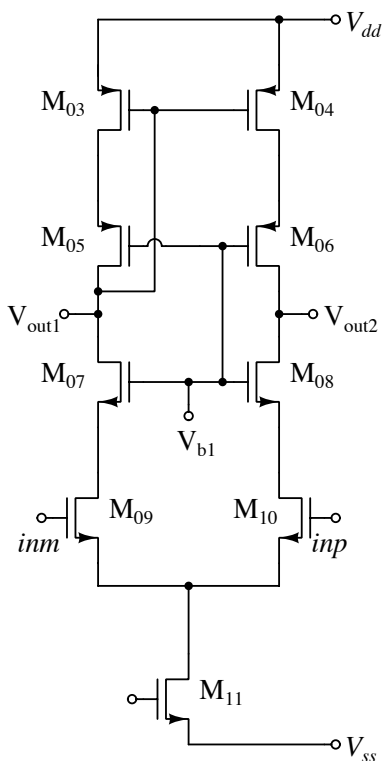 V_dd
M_03
M_04
M_05
M_06
V_out1
V_out2
M_07
M_08
V_b1
M_09
M_10
inm
inp
M_11
V_ss